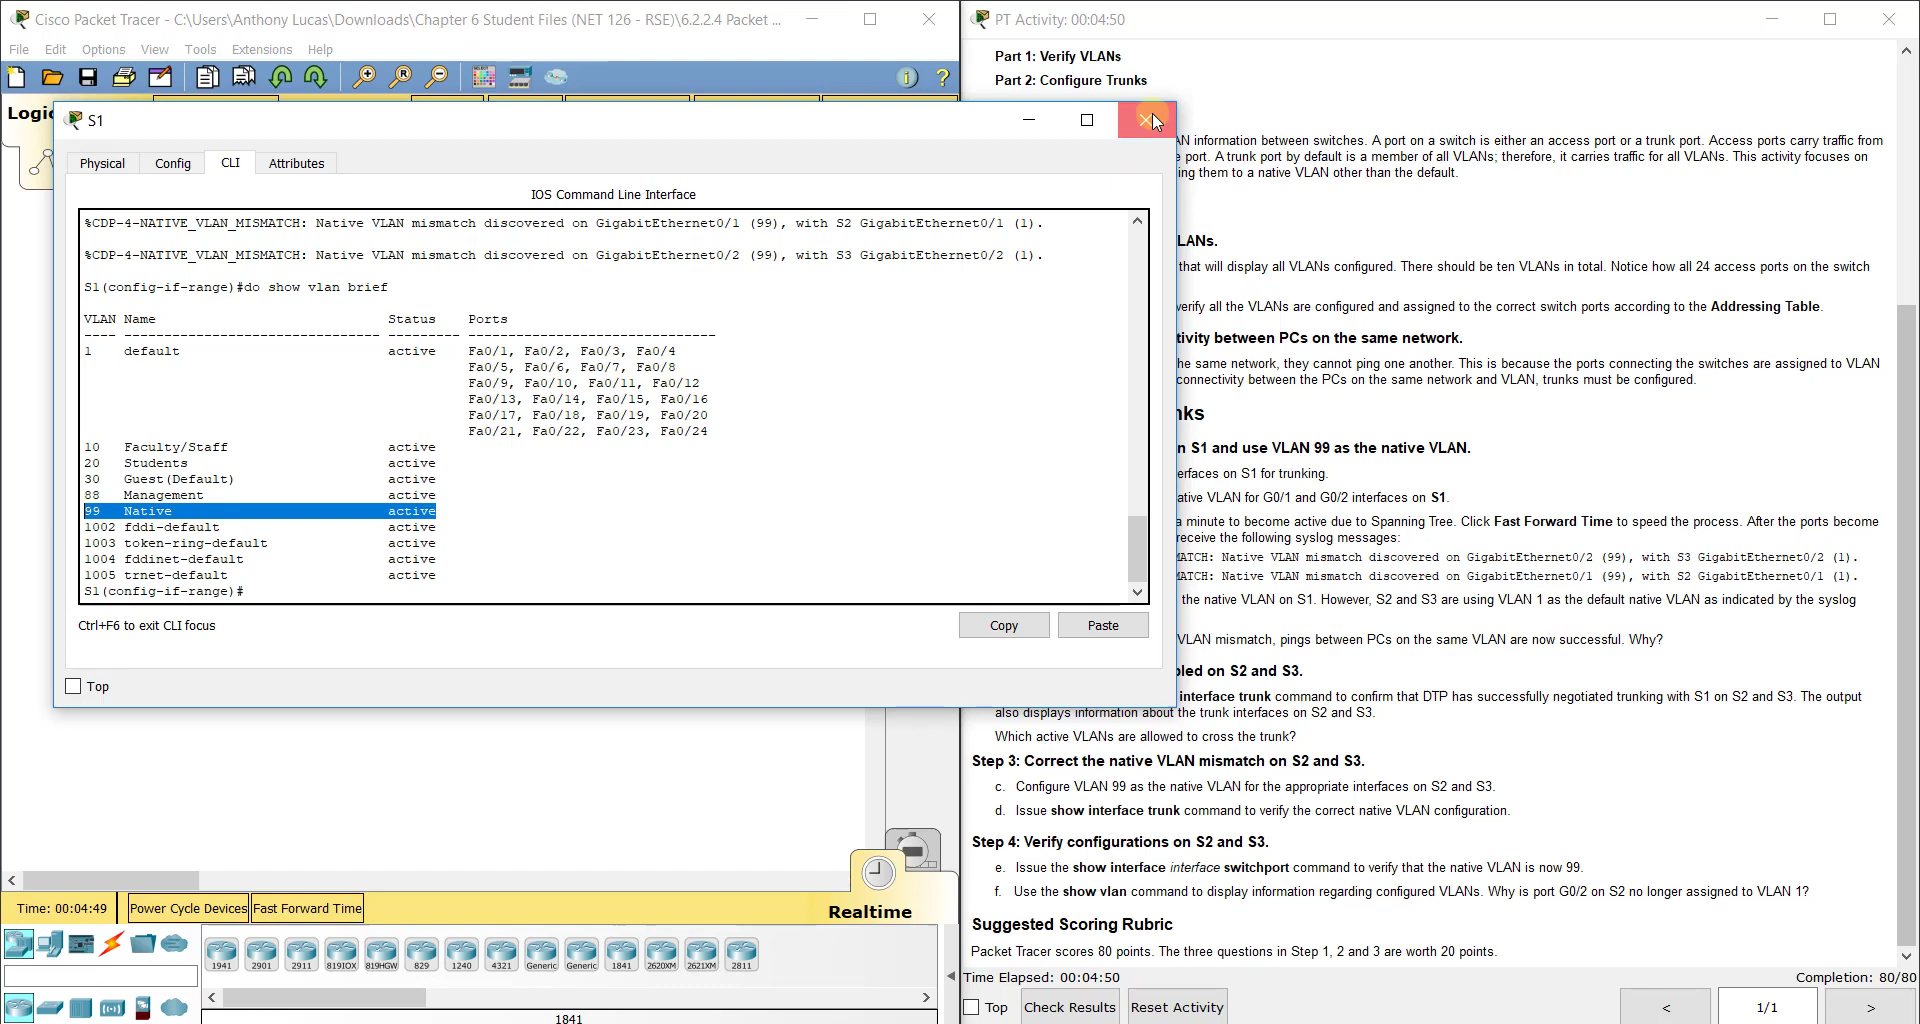 Cisco Packet Tracer - C:\Users\Anthony Lucas\Downloads\Chapter 6 Student Files (NET 126 - RSE)\6.2.2.4 Packet ...
File Edit Options View Tools Extensions Help
Logic
S1
Physical Config CLI Attributes
IOS Command Line Interface
%CDP-4-NATIVE_VLAN_MISMATCH: Native VLAN mismatch discovered on GigabitEthernet0/1 (99), with S2 GigabitEthernet0/1 (1).
%CDP-4-NATIVE_VLAN_MISMATCH: Native VLAN mismatch discovered on GigabitEthernet0/2 (99), with S3 GigabitEthernet0/2 (1).
S1(config-if-range)#do show vlan brief
VLAN Name Status Ports
---- -------------------------------- --------- -------------------------------
1 default active Fa0/1, Fa0/2, Fa0/3, Fa0/4
Fa0/5, Fa0/6, Fa0/7, Fa0/8
Fa0/9, Fa0/10, Fa0/11, Fa0/12
Fa0/13, Fa0/14, Fa0/15, Fa0/16
Fa0/17, Fa0/18, Fa0/19, Fa0/20
Fa0/21, Fa0/22, Fa0/23, Fa0/24
10 Faculty/Staff active
20 Students active
30 Guest(Default) active
88 Management active
99 Native active
1002 fddi-default active
1003 token-ring-default active
1004 fddinet-default active
1005 trnet-default active
S1(config-if-range)#
Ctrl+F6 to exit CLI focus
Copy Paste
Top
Time: 00:04:49 Power Cycle Devices Fast Forward Time
Realtime
1941 2901 2911 819IOX 819HGW 829 1240 4321 Generic Generic 1841 2620XM 2621XM 2811
1841
PT Activity: 00:04:50
Part 1: Verify VLANs
Part 2: Configure Trunks
AN information between switches. A port on a switch is either an access port or a trunk port. Access ports carry traffic from
e port. A trunk port by default is a member of all VLANs; therefore, it carries traffic for all VLANs. This activity focuses on
ing them to a native VLAN other than the default.
LANs.
that will display all VLANs configured. There should be ten VLANs in total. Notice how all 24 access ports on the switch
verify all the VLANs are configured and assigned to the correct switch ports according to the Addressing Table.
tivity between PCs on the same network.
he same network, they cannot ping one another. This is because the ports connecting the switches are assigned to VLAN
connectivity between the PCs on the same network and VLAN, trunks must be configured.
nks
n S1 and use VLAN 99 as the native VLAN.
erfaces on S1 for trunking.
ative VLAN for G0/1 and G0/2 interfaces on S1.
a minute to become active due to Spanning Tree. Click Fast Forward Time to speed the process. After the ports become
receive the following syslog messages:
MATCH: Native VLAN mismatch discovered on GigabitEthernet0/2 (99), with S3 GigabitEthernet0/2 (1).
MATCH: Native VLAN mismatch discovered on GigabitEthernet0/1 (99), with S2 GigabitEthernet0/1 (1).
the native VLAN on S1. However, S2 and S3 are using VLAN 1 as the default native VLAN as indicated by the syslog
VLAN mismatch, pings between PCs on the same VLAN are now successful. Why?
bled on S2 and S3.
interface trunk command to confirm that DTP has successfully negotiated trunking with S1 on S2 and S3. The output
also displays information about the trunk interfaces on S2 and S3.
Which active VLANs are allowed to cross the trunk?
Step 3: Correct the native VLAN mismatch on S2 and S3.
c. Configure VLAN 99 as the native VLAN for the appropriate interfaces on S2 and S3.
d. Issue show interface trunk command to verify the correct native VLAN configuration.
Step 4: Verify configurations on S2 and S3.
e. Issue the show interface interface switchport command to verify that the native VLAN is now 99.
f. Use the show vlan command to display information regarding configured VLANs. Why is port G0/2 on S2 no longer assigned to VLAN 1?
Suggested Scoring Rubric
Packet Tracer scores 80 points. The three questions in Step 1, 2 and 3 are worth 20 points.
Time Elapsed: 00:04:50 Completion: 80/80
Top Check Results Reset Activity < 1/1 >